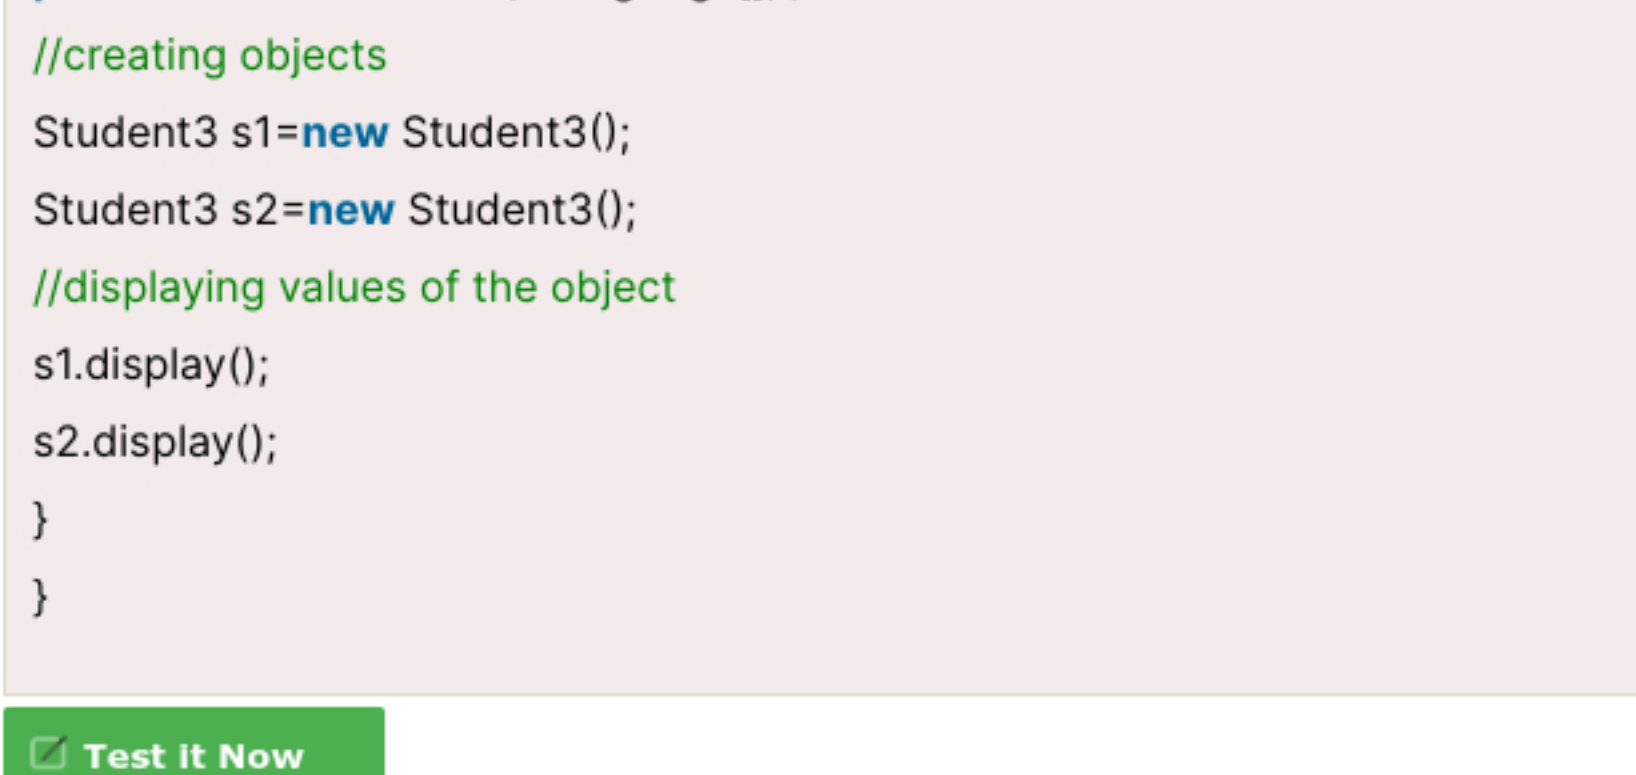 //creating objects
Student3 s1=new Student3();
Student3 s2=new Student3();
//displaying values of the object
s1.display();
s2.display();
}
}
Test it Now